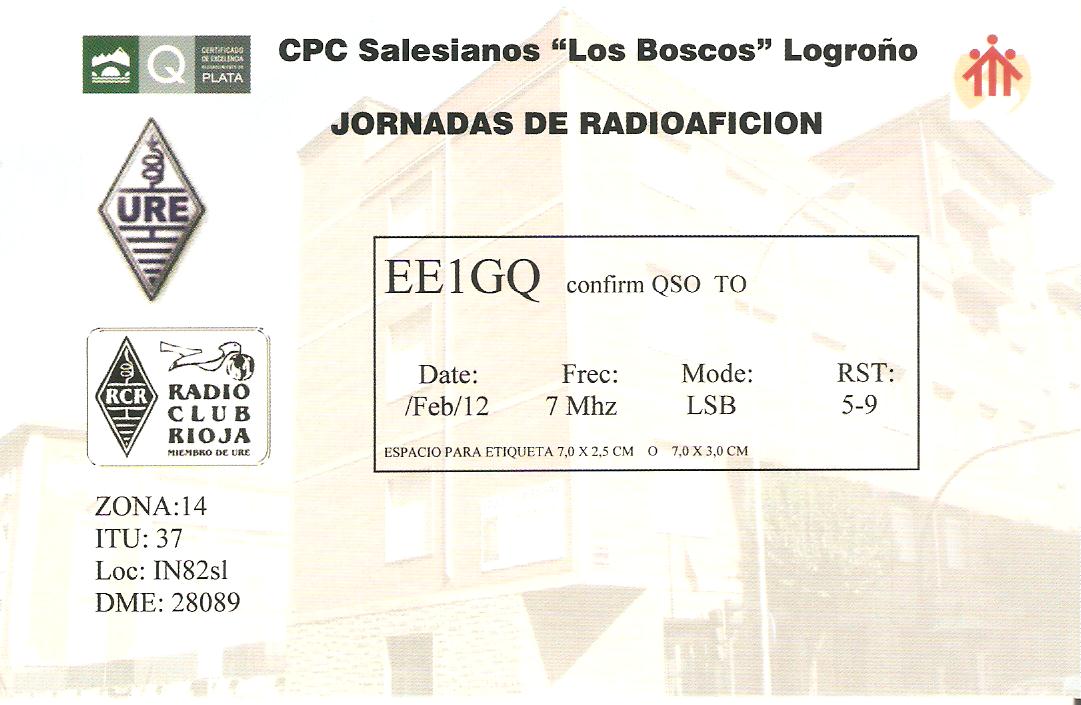 CPC Salesianos “Los Boscos” Logroño
CERTIFICADO
DE EXCELENCIA
PLATA
Q
JORNADAS DE RADIOAFICION
URE
EE1GQ confirm QSO TO
Date: Frec: Mode: RST:
/Feb/12 7 Mhz LSB 5-9
ESPACIO PARA ETIQUETA 7,0 X 2,5 CM O 7,0 X 3,0 CM
RCR
RADIO
CLUB
RIOJA
MIEMBRO DE URE
ZONA:14
ITU: 37
Loc: IN82sl
DME: 28089